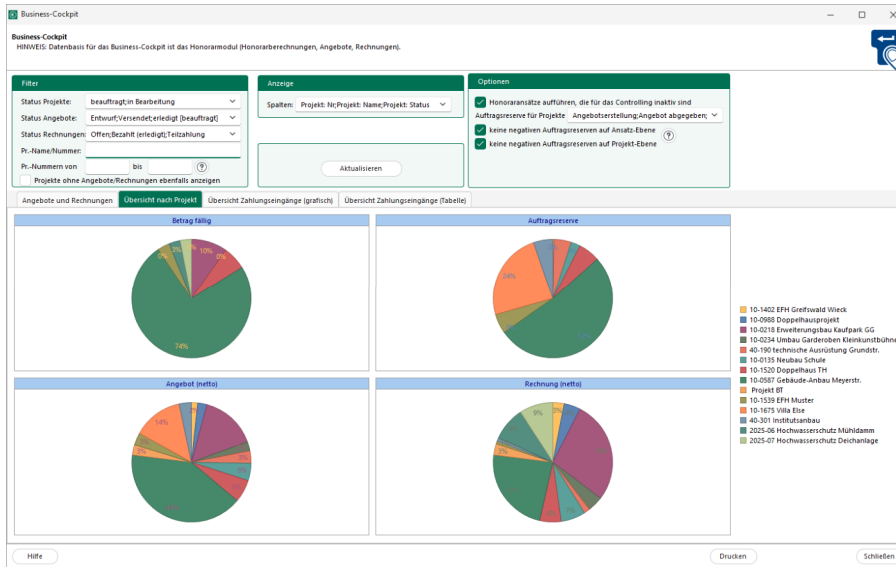 Business-Cockpit
Business-Cockpit
HINWEIS: Datenbasis für das Business-Cockpit ist das Honorarmodul (Honorarberechnungen, Angebote, Rechnungen).
Filter
Status Projekte: beauftragt;in Bearbeitung
Status Angebote: Entwurf;Versendet;erledigt [beauftragt]
Status Rechnungen: Offen;Bezahlt (erledigt);Teilzahlung
Pr.-Name/Nummer:
Pr.-Nummern von bis ?
Projekte ohne Angebote/Rechnungen ebenfalls anzeigen
Anzeige
Spalten: Projekt: Nr;Projekt: Name;Projekt: Status
Aktualisieren
Optionen
Honoraransätze aufführen, die für das Controlling inaktiv sind
Auftragsreserve für Projekte Angebotserstellung;Angebot abgegeben;
keine negativen Auftragsreserven auf Ansatz-Ebene ?
keine negativen Auftragsreserven auf Projekt-Ebene
Angebote und Rechnungen Übersicht nach Projekt Übersicht Zahlungseingänge (grafisch) Übersicht Zahlungseingänge (Tabelle)
Betrag fällig
10%
0%
74%
0%
3%
Auftragsreserve
24%
Angebot (netto)
14%
3%
3%
Rechnung (netto)
9%
3%
7%
3%
10-1402 EFH Greifswald Wieck
10-0988 Doppelhausprojekt
10-0218 Erweiterungsbau Kaufpark GG
10-0234 Umbau Garderoben Kleinkunstbühne
40-190 technische Ausrüstung Grundstr.
10-0135 Neubau Schule
10-1520 Doppelhaus TH
10-0587 Gebäude-Anbau Meyerstr.
Projekt BT
10-1539 EFH Muster
10-1675 Villa Else
40-301 Institutsanbau
2025-06 Hochwasserschutz Mühldamm
2025-07 Hochwasserschutz Deichanlage
Hilfe
Drucken
Schließen